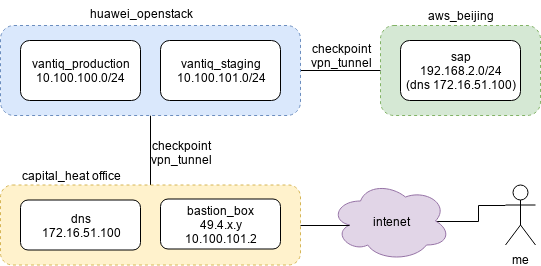 huawei_openstack
aws_beijing
vantiq_production
10.100.100.0/24
vantiq_staging
10.100.101.0/24
checkpoint
vpn_tunnel
sap
192.168.2.0/24
(dns 172.16.51.100)
checkpoint
vpn_tunnel
capital_heat office
dns
172.16.51.100
bastion_box
49.4.x.y
10.100.101.2
intenet
me